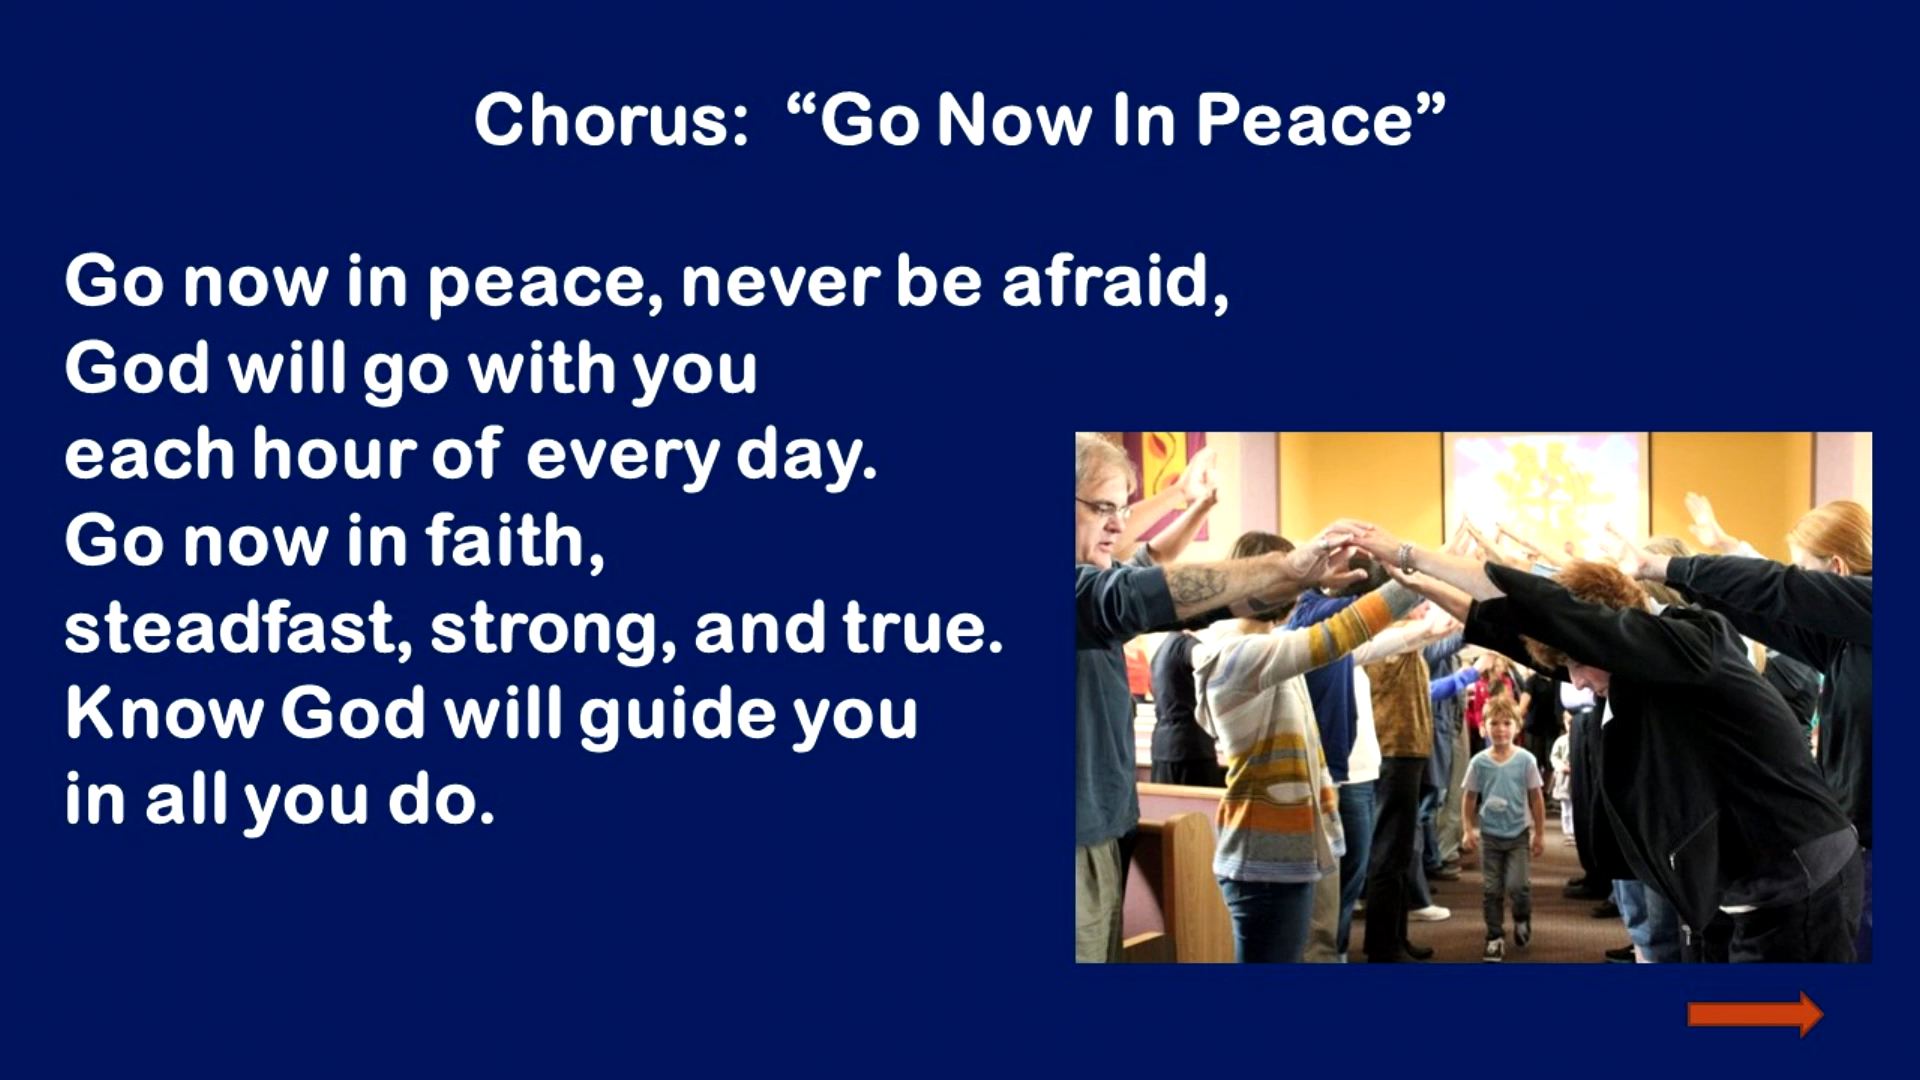 Chorus:  “Go Now In Peace”
Go now in peace, never be afraid,
God will go with you
each hour of every day.
Go now in faith,
steadfast, strong, and true.
Know God will guide you
in all you do.